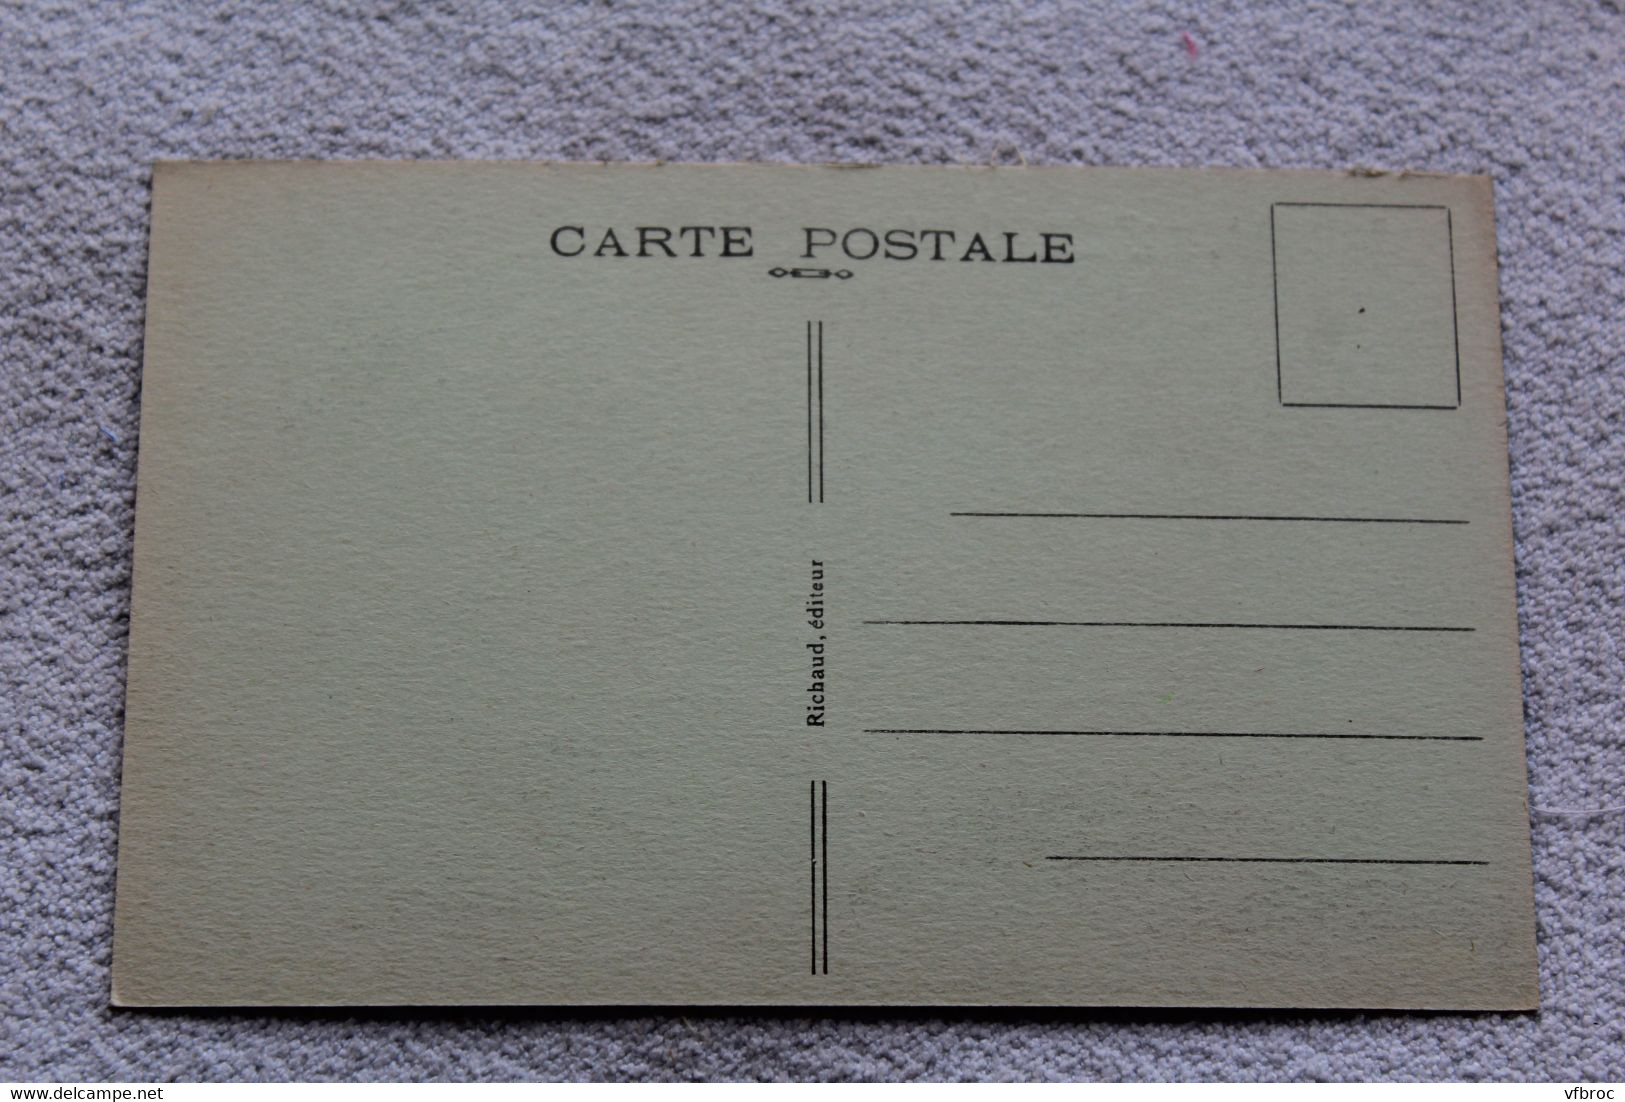 CARTE POSTALE
Richaud, éditeur
www.delcampe.net
vfbroc